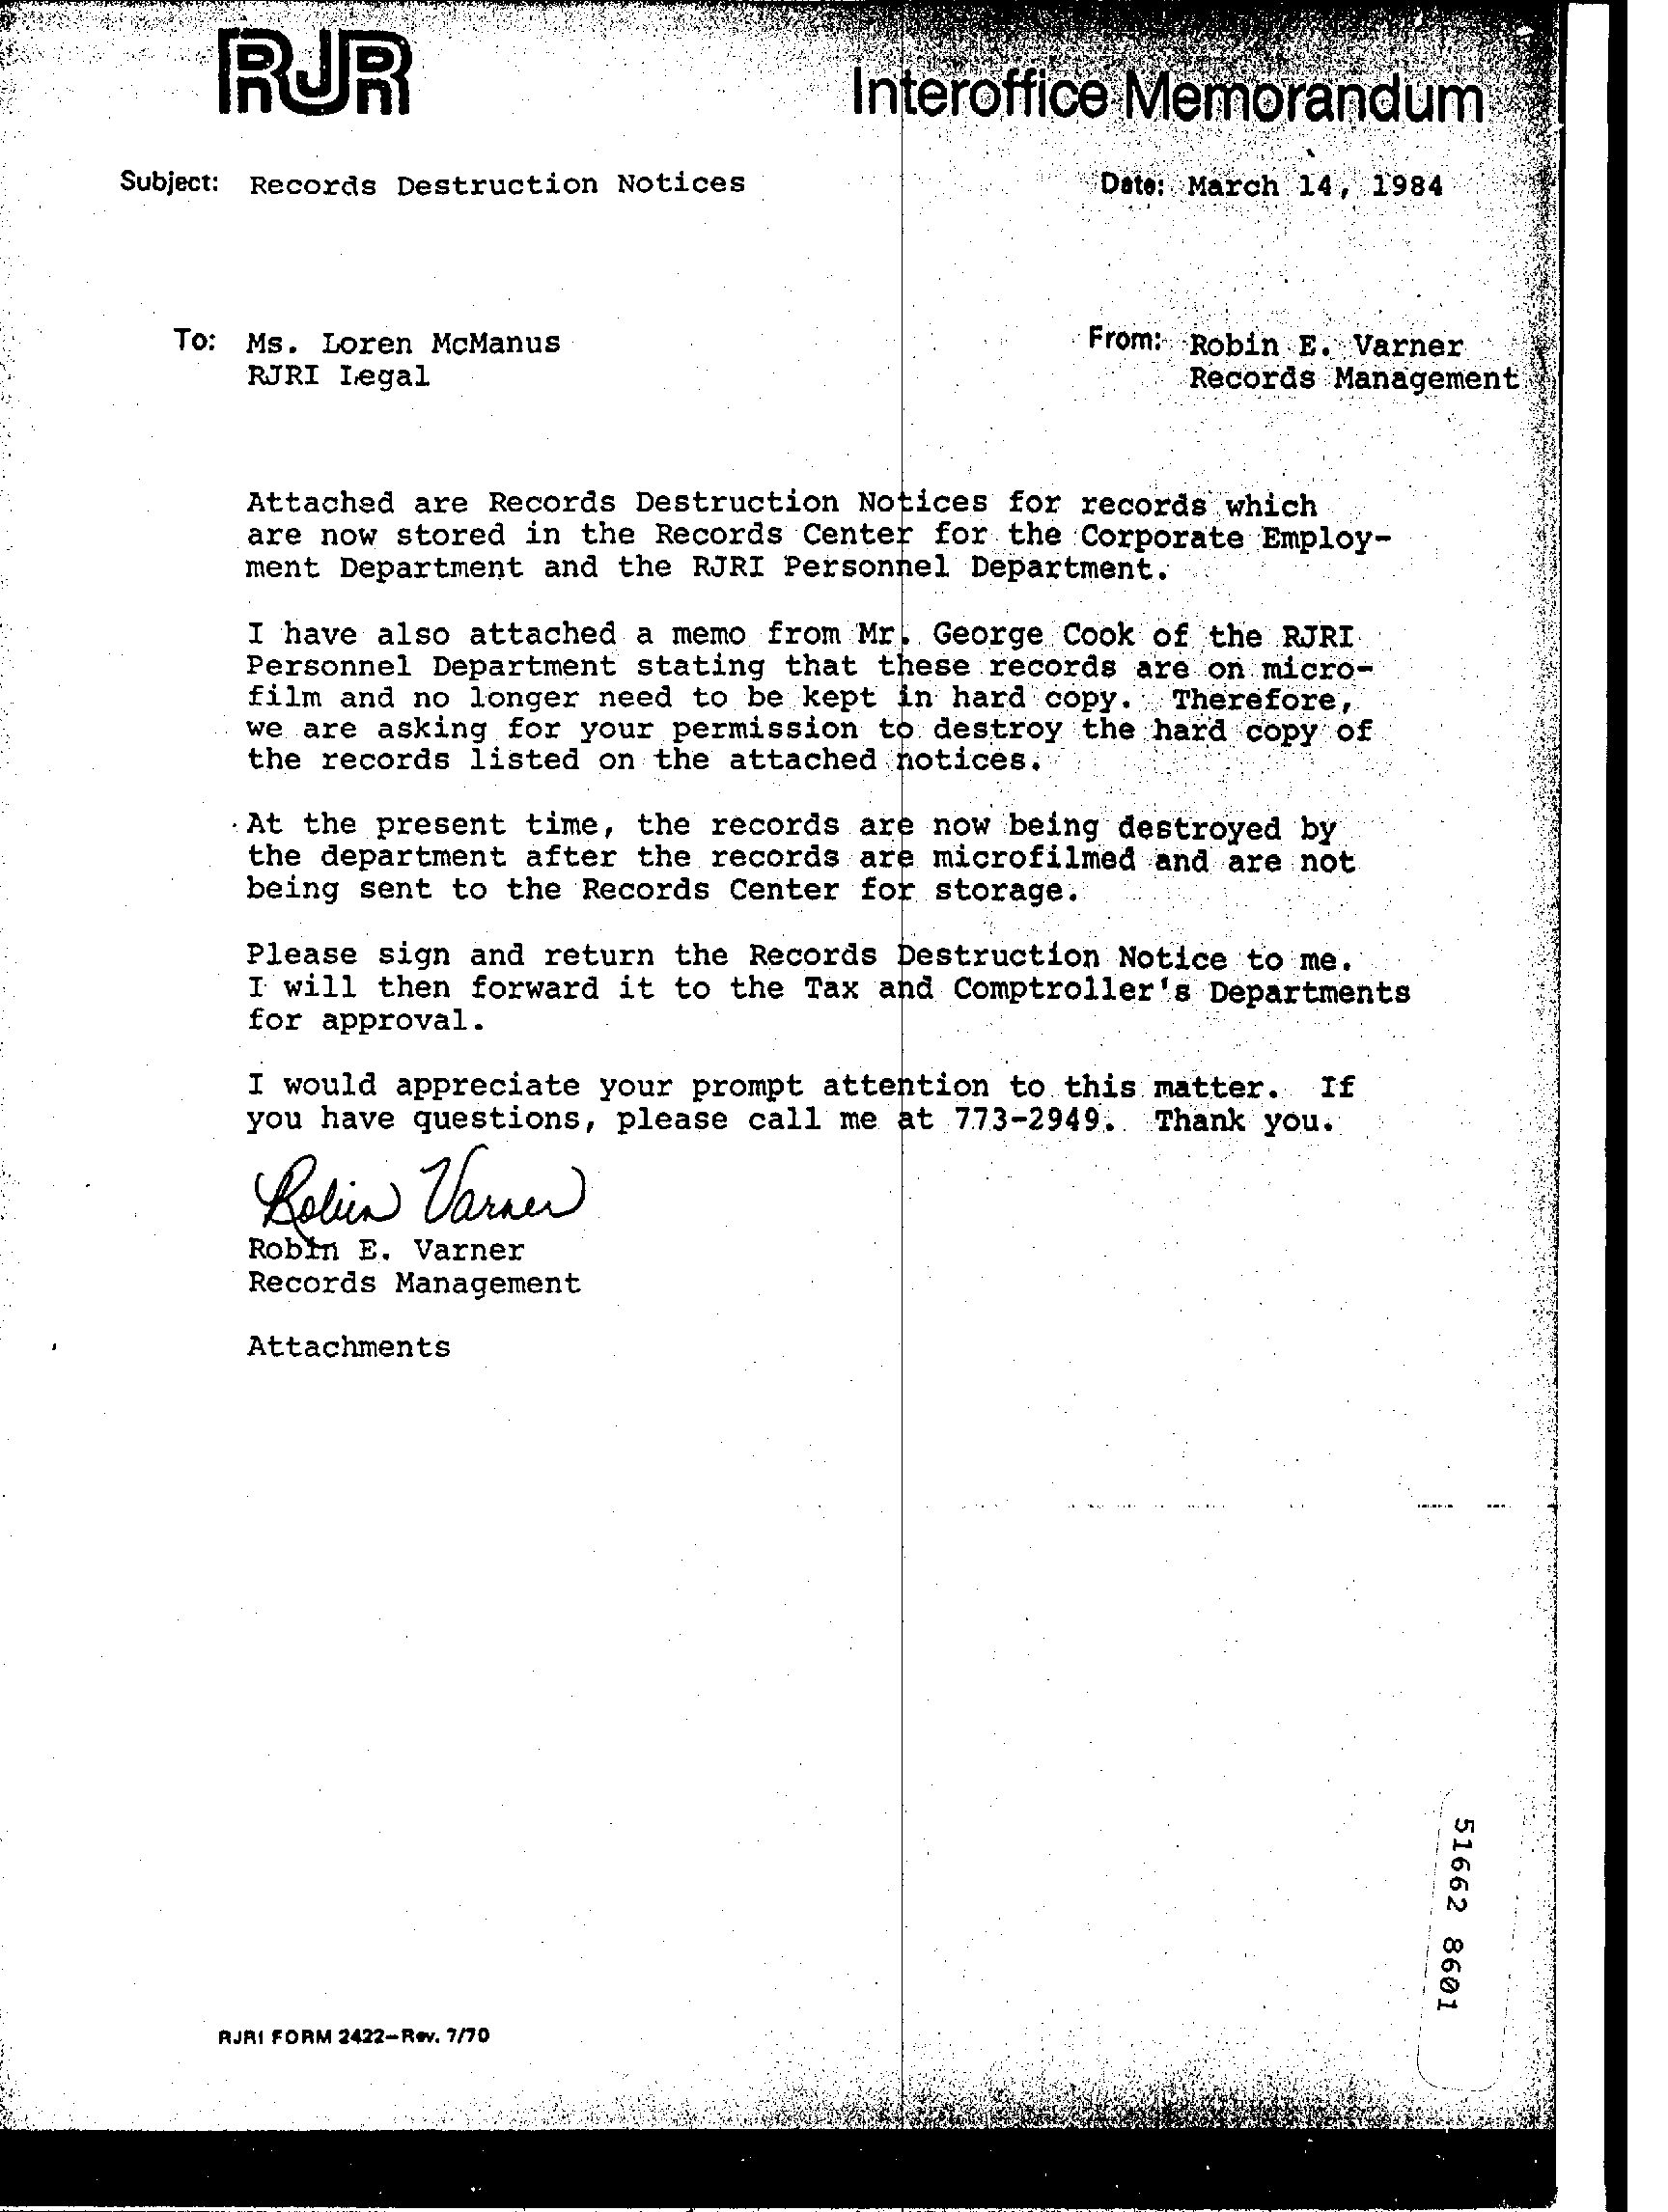 RJR
Interoffice Memorandum
Subject: Records Destruction Notices
Date: March 14, 1984
To: Ms. Loren McManus
RJRI Legal
From: Robin E. Varner
Records Management
Attached are Records Destruction Notices for records which
are now stored in the Records Center for the Corporate Employ-
ment Department and the RJRI Personnel Department.
I have also attached a memo from Mr. George Cook of the RJRI
Personnel Department stating that these records are on micro-
film and no longer need to be kept in hard copy. Therefore,
we are asking for your permission to destroy the hard copy of
the records listed on the attached notices.
At the present time, the records are now being destroyed by
the department after the records are microfilmed and are not
being sent to the Records Center for storage.
Please sign and return the Records Destruction Notice to me.
I will then forward it to the Tax and Comptroller's Departments
for approval.
I would appreciate your prompt attention to this matter. If
you have questions, please call me at 773-2949. Thank you.
Robin Varner
Robin E. Varner
Records Management
Attachments
51662 8601
RJRI FORM 2422-Rev. 7/70